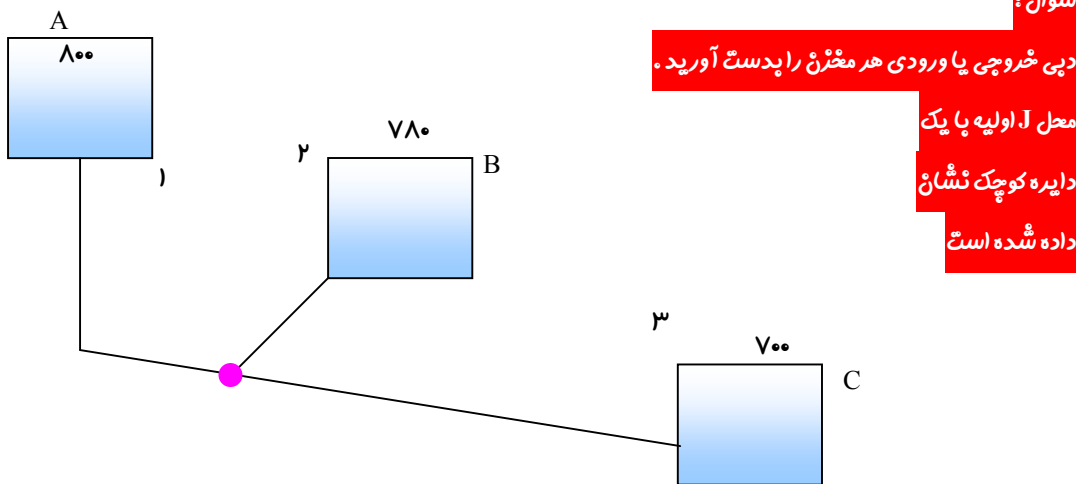 سوال :
دبی خروجی یا ورودی هر مخزن را بدست آورید .
محل J اولیه با یک
دایره کوچک نشان
داده شده است
A
۸۰۰
۱
۷۸۰
۲
B
۳
۷۰۰
C